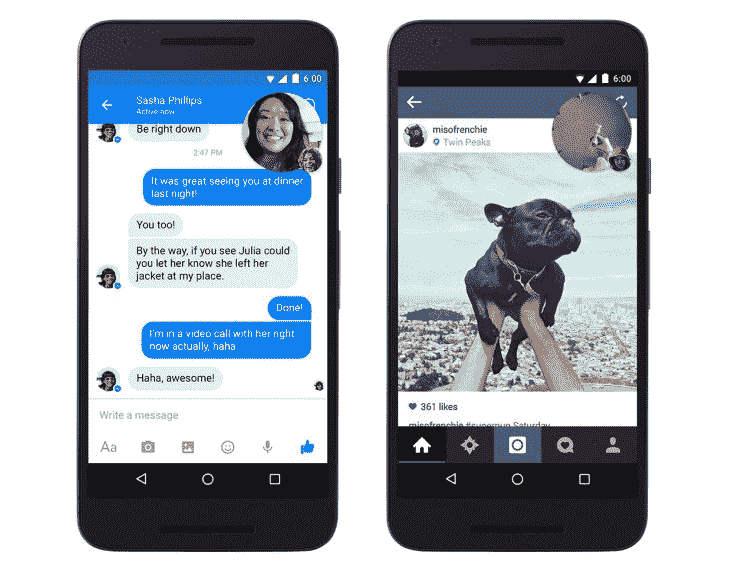 6:00
Sasha Phillips
Active now
Be right down
2:47 PM
It was great seeing you at dinner
last night!
You too!
By the way, if you see Julia could
you let her know she left her
jacket at my place.
Done!
I'm in a video call with her right
now actually, haha
Haha, awesome!
Write a message
Aa
6:00
misofrenchie
Twin Peaks
361 likes
misofrenchie #superpup Saturday